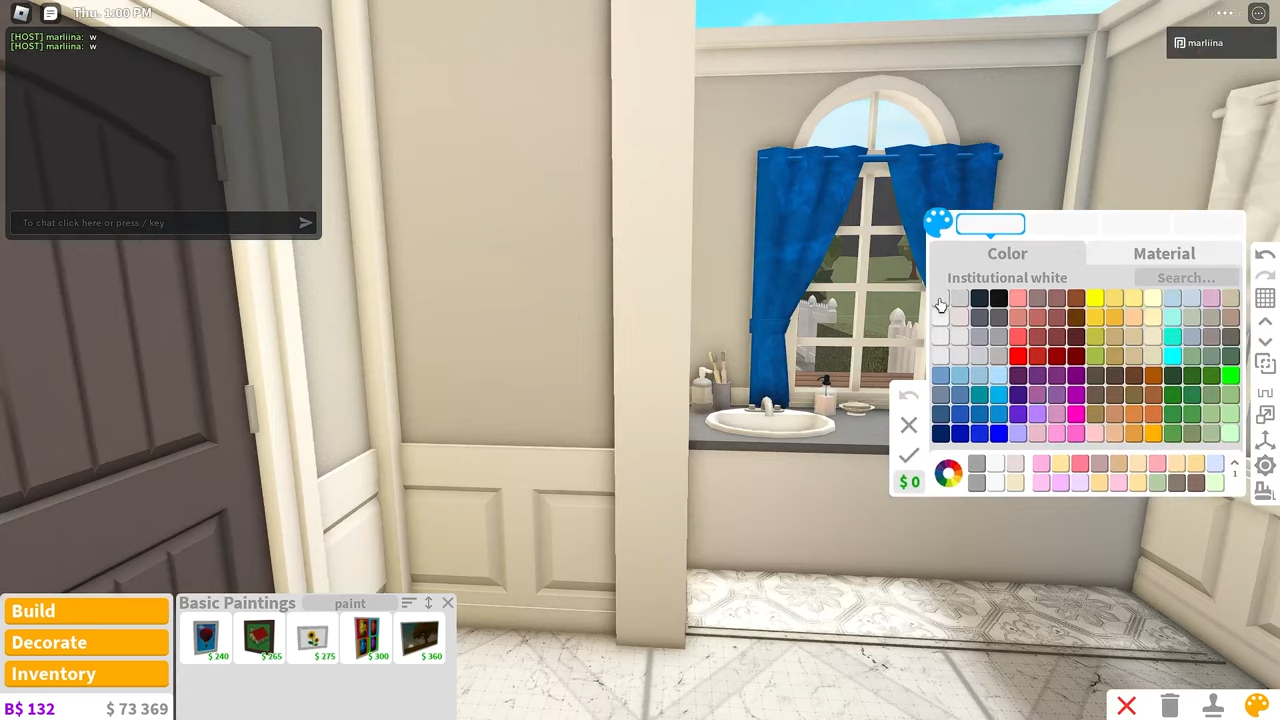 Thu. 1:00 PM
[HOST] marliina: w
[HOST] marliina: w
To chat click here or press / key
marliina
Color
Material
Institutional white
Search...
$ 0
1
Build
Decorate
Inventory
B$ 132
$ 73 369
Basic Paintings
paint
$ 240
$ 265
$ 275
$ 300
$ 360